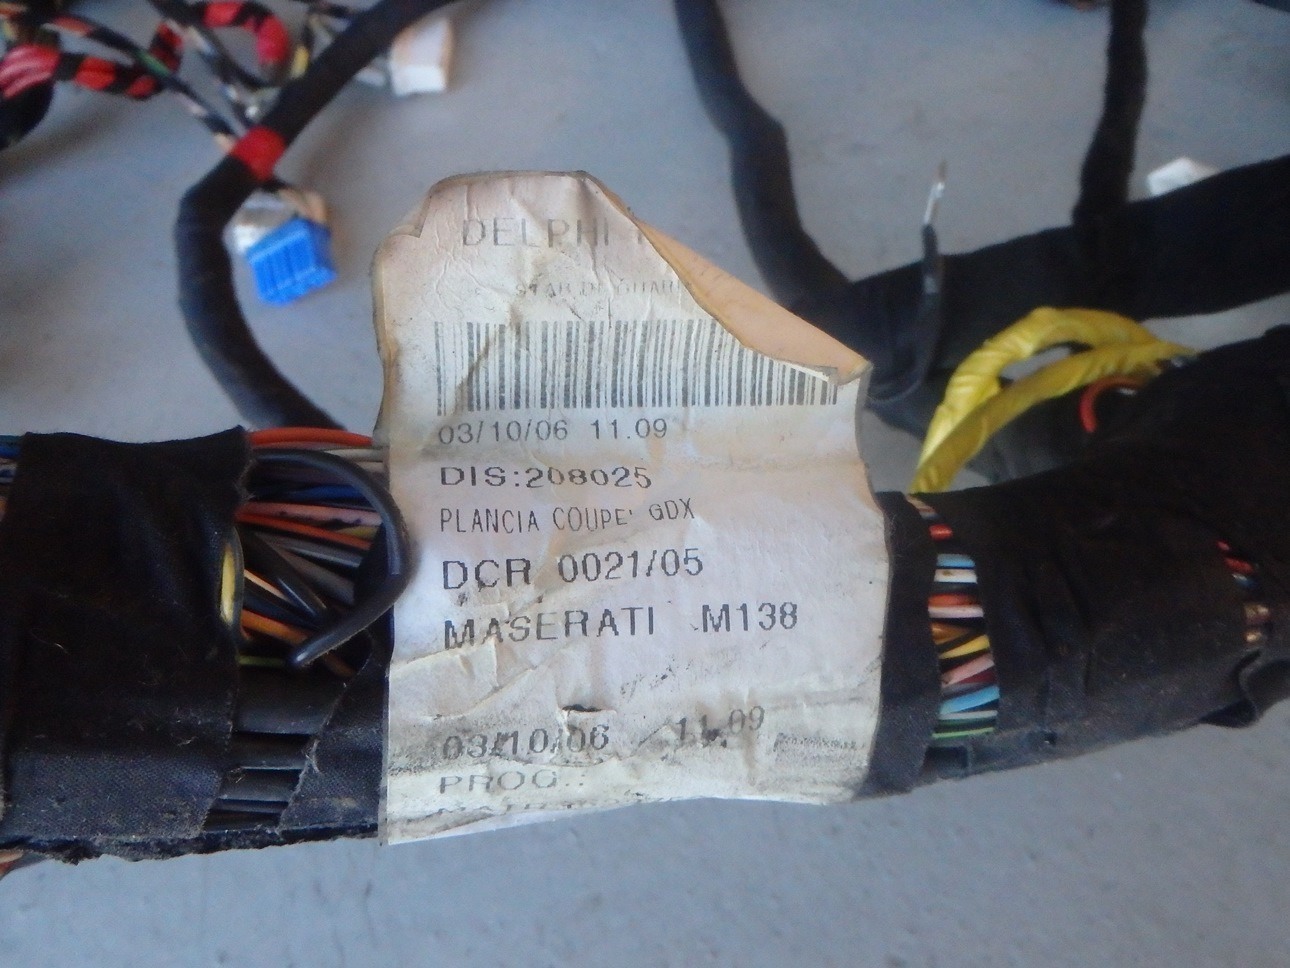 DELPHI
03/10/06 11.09
DIS:208025
PLANCIA COUPE' GDX
DCR 0021/05
MASERATI M138
03/10/06 11.09
PROG.: